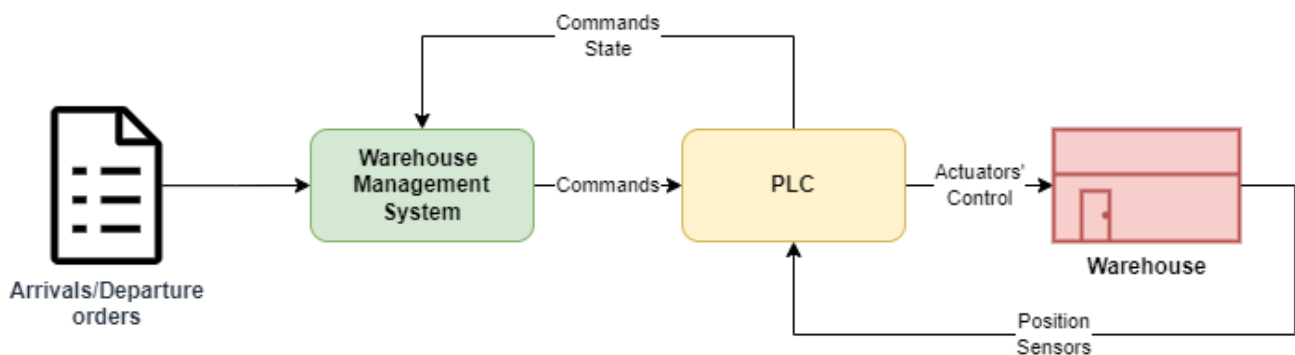 Commands
State
Warehouse
Management
System
Commands
PLC
Actuators'
Control
Warehouse
Arrivals/Departure
orders
Position
Sensors